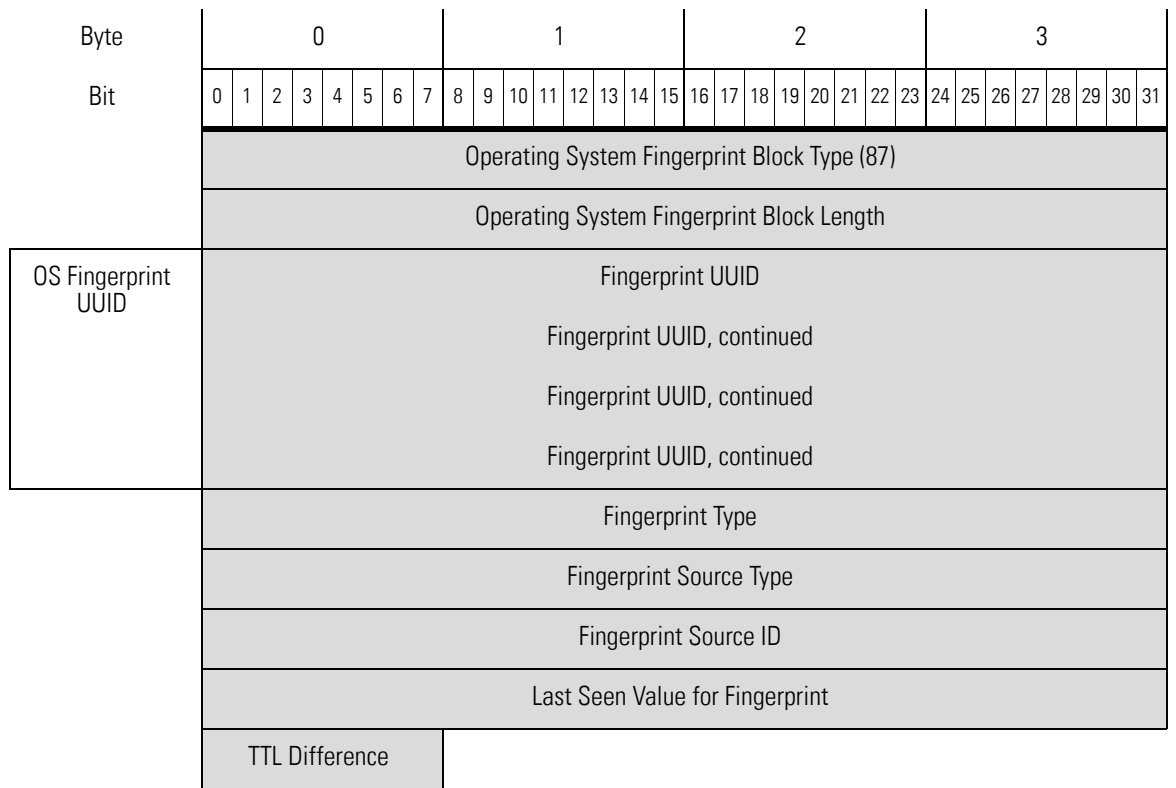 Byte 0 1 2 3
Bit 0 1 2 3 4 5 6 7 8 9 10 11 12 13 14 15 16 17 18 19 20 21 22 23 24 25 26 27 28 29 30 31
Operating System Fingerprint Block Type (87)
Operating System Fingerprint Block Length
OS Fingerprint
UUID
Fingerprint UUID
Fingerprint UUID, continued
Fingerprint UUID, continued
Fingerprint UUID, continued
Fingerprint Type
Fingerprint Source Type
Fingerprint Source ID
Last Seen Value for Fingerprint
TTL Difference